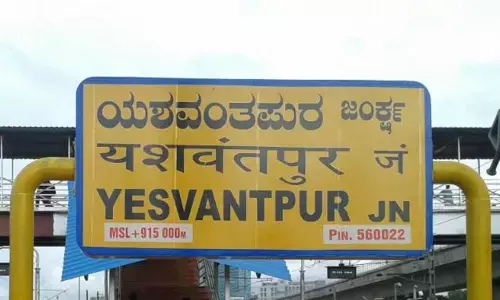 ಯಶವಂತಪುರ ಜಂಕ್ಷ
यशवंतपुर जं
YESVANTPUR JN
MSL+915 000M PIN. 560022